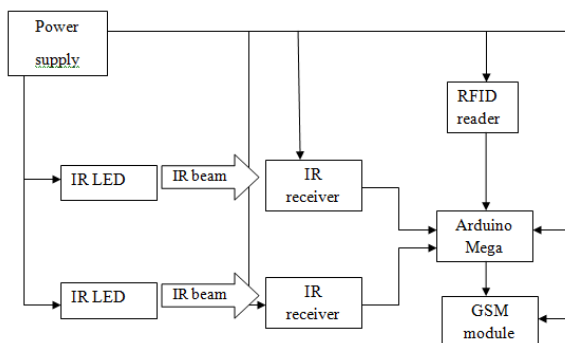 Power
supply
RFID
reader
IR LED
IR beam
IR
receiver
Arduino
Mega
IR LED
IR beam
IR
receiver
GSM
module